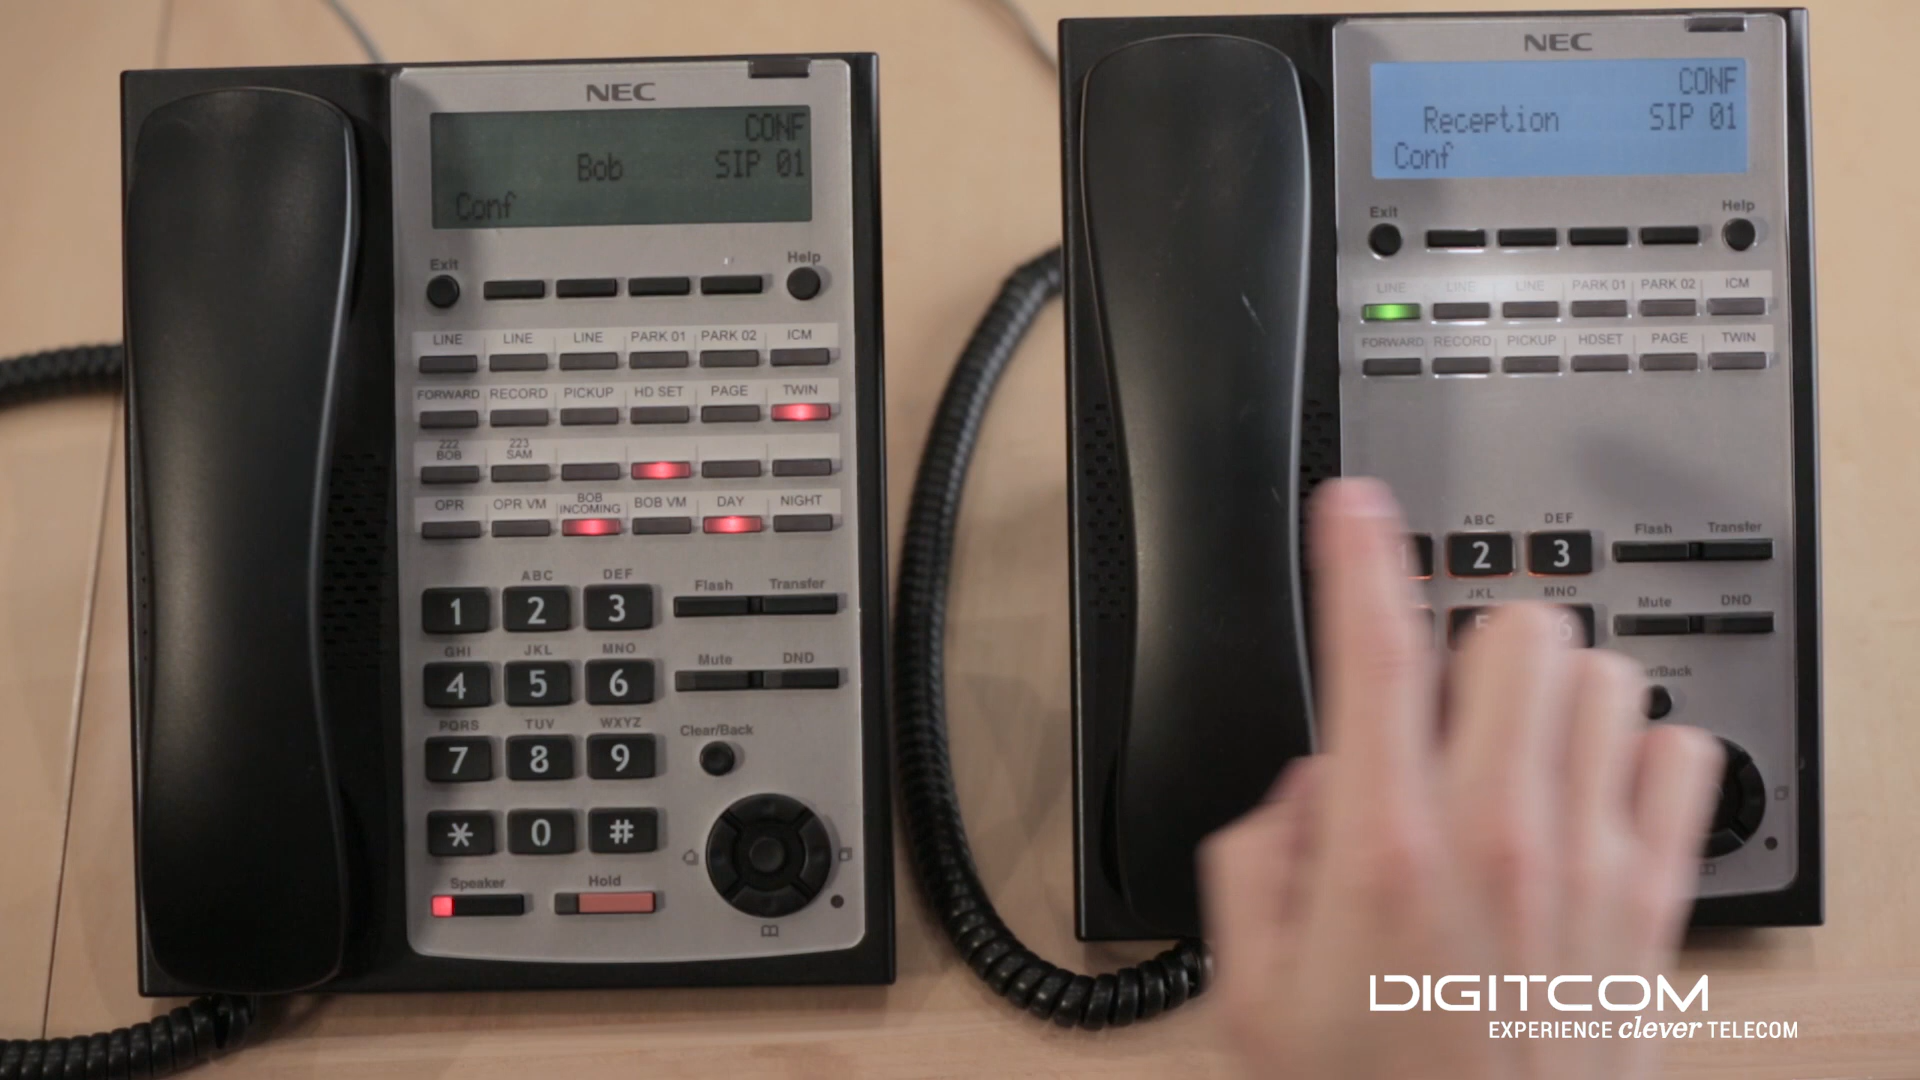 NEC
CONF
Bob SIP 01
Conf
Exit Help
LINE LINE LINE PARK 01 PARK 02 ICM
FORWARD RECORD PICKUP HD SET PAGE TWIN
222 BOB 223 SAM
OPR OPR VM BOB INCOMING BOB VM DAY NIGHT
ABC DEF
1 2 3
Flash Transfer
GHI JKL MNO
4 5 6
Mute DND
PQRS TUV WXYZ
7 8 9
Clear/Back
* 0 #
Speaker Hold
NEC
CONF
Reception SIP 01
Conf
Exit Help
LINE LINE LINE PARK 01 PARK 02 ICM
FORWARD RECORD PICKUP HDSET PAGE TWIN
ABC DEF
1 2 3
Flash Transfer
JKL MNO
5 6
Mute DND
/Back
DIGITCOM
EXPERIENCE clever TELECOM